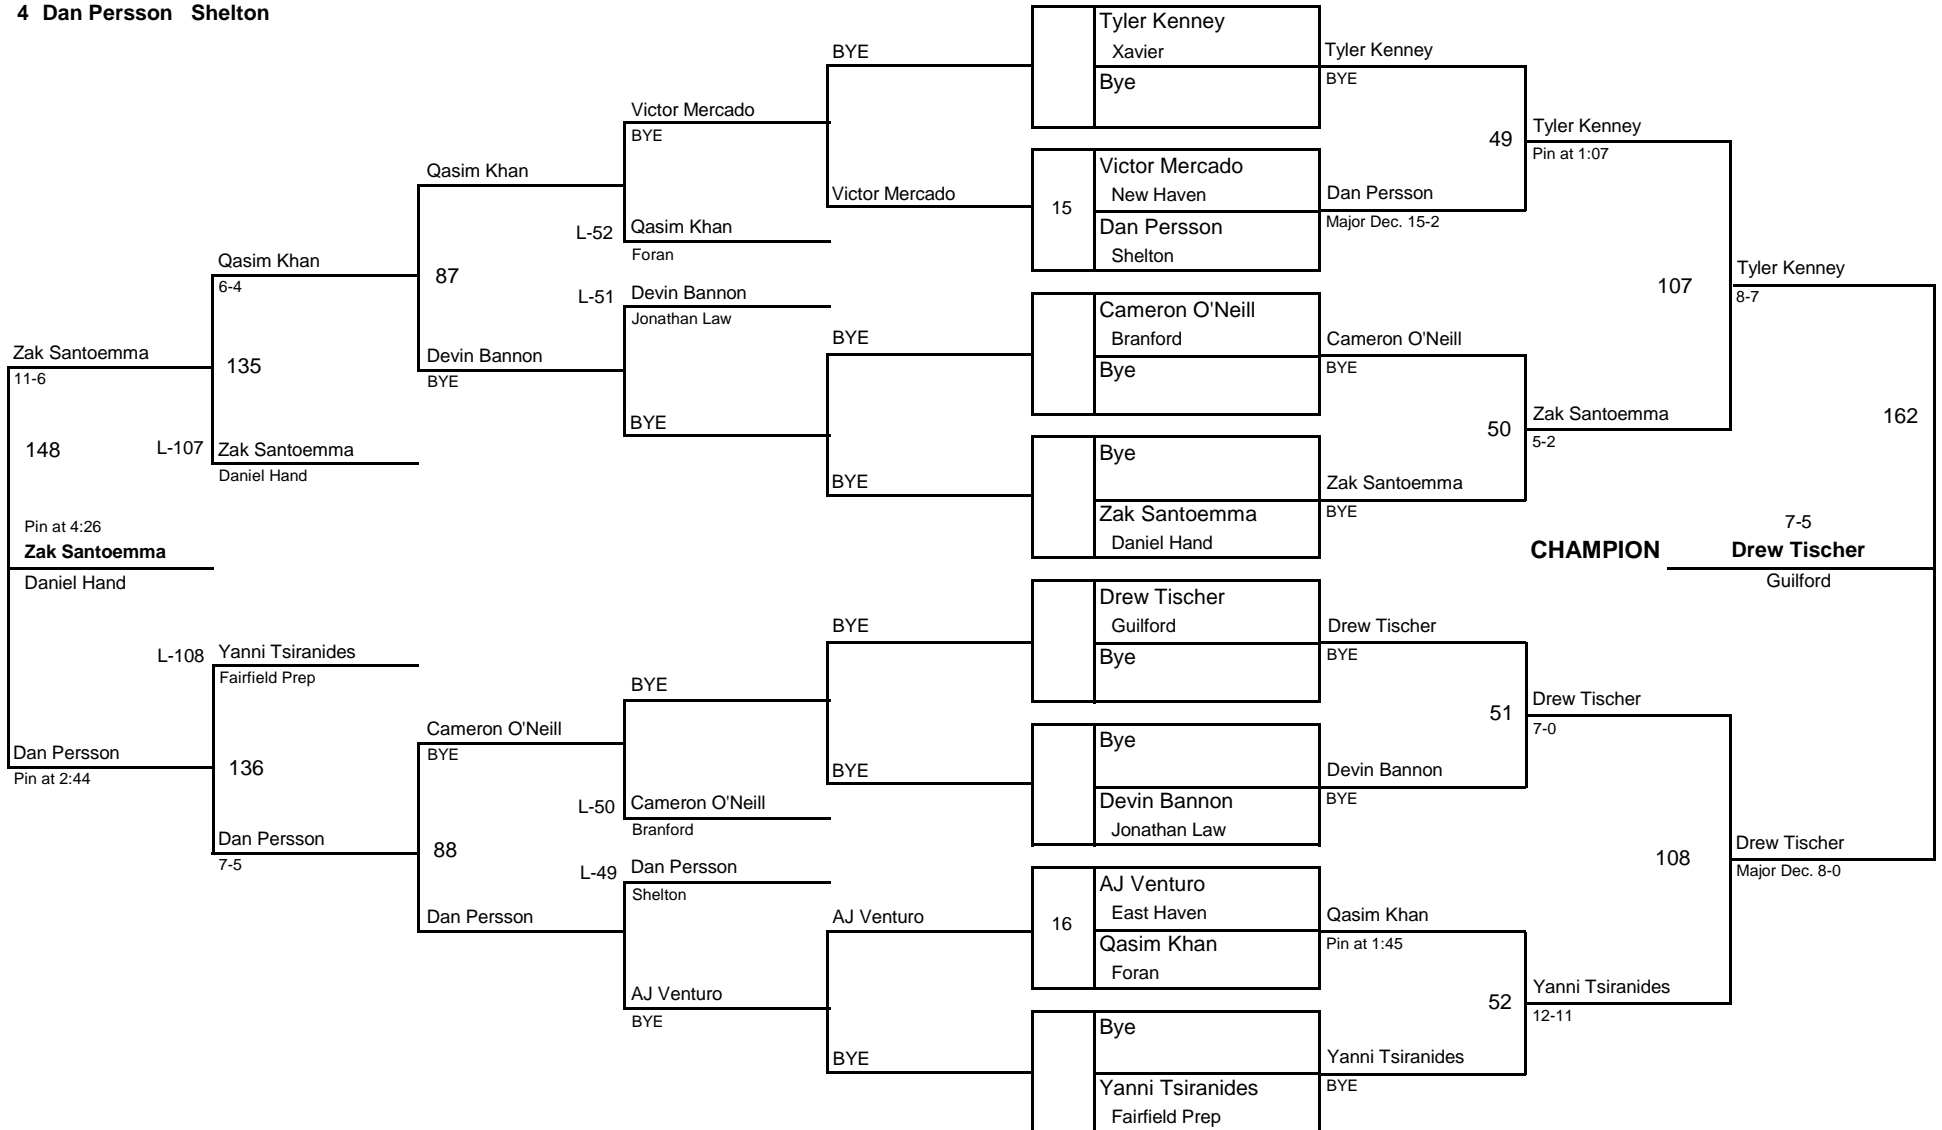 4 Dan Persson Shelton
Tyler Kenney
Xavier
Bye
BYE
Tyler Kenney
BYE
Victor Mercado
BYE
49
Tyler Kenney
Pin at 1:07
Victor Mercado
New Haven
15
Dan Persson
Shelton
Victor Mercado
Dan Persson
Major Dec. 15-2
Qasim Khan
L-52 Qasim Khan
Foran
Qasim Khan
6-4
87
L-51 Devin Bannon
Jonathan Law
107
Tyler Kenney
8-7
Cameron O'Neill
Branford
Bye
BYE
Cameron O'Neill
BYE
Zak Santoemma
11-6
135
Devin Bannon
BYE
BYE
50
Zak Santoemma
5-2
162
148
L-107 Zak Santoemma
Daniel Hand
Bye
Zak Santoemma
Daniel Hand
BYE
Zak Santoemma
BYE
Pin at 4:26
Zak Santoemma
Daniel Hand
7-5
CHAMPION Drew Tischer
Guilford
Drew Tischer
Guilford
Bye
BYE
Drew Tischer
BYE
L-108 Yanni Tsiranides
Fairfield Prep
BYE
51
Drew Tischer
7-0
Cameron O'Neill
BYE
Bye
Devin Bannon
Jonathan Law
BYE
Devin Bannon
BYE
Dan Persson
Pin at 2:44
136
L-50 Cameron O'Neill
Branford
Dan Persson
7-5
88
L-49 Dan Persson
Shelton
108
Drew Tischer
Major Dec. 8-0
AJ Venturo
East Haven
16
Qasim Khan
Foran
Dan Persson
AJ Venturo
Qasim Khan
Pin at 1:45
AJ Venturo
BYE
52
Yanni Tsiranides
12-11
Bye
Yanni Tsiranides
Fairfield Prep
BYE
Yanni Tsiranides
BYE